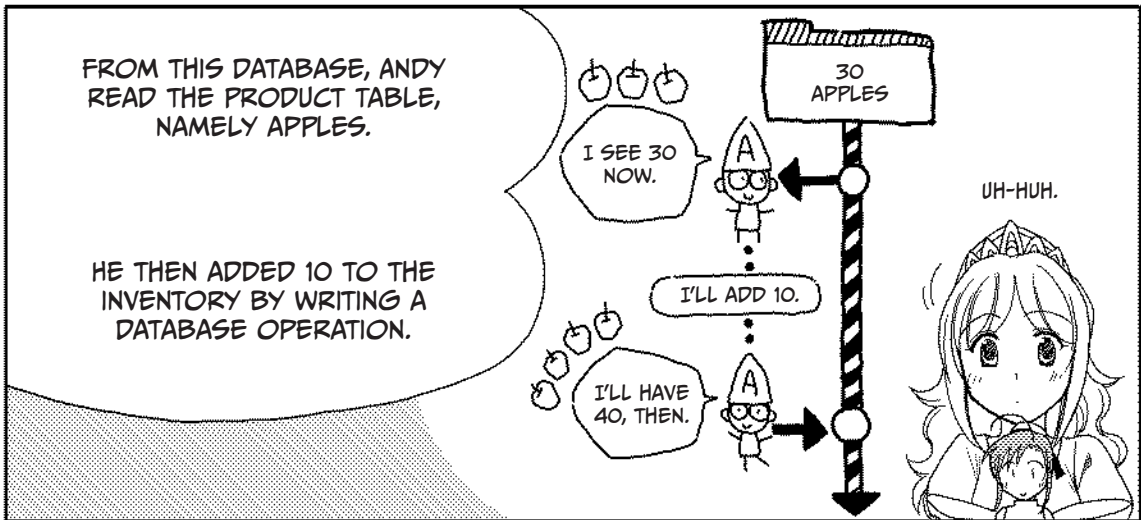 FROM THIS DATABASE, ANDY
READ THE PRODUCT TABLE,
NAMELY APPLES.
HE THEN ADDED 10 TO THE
INVENTORY BY WRITING A
DATABASE OPERATION.
30
APPLES
I SEE 30
NOW.
A
I'LL ADD 10.
I'LL HAVE
40, THEN.
A
UH-HUH.